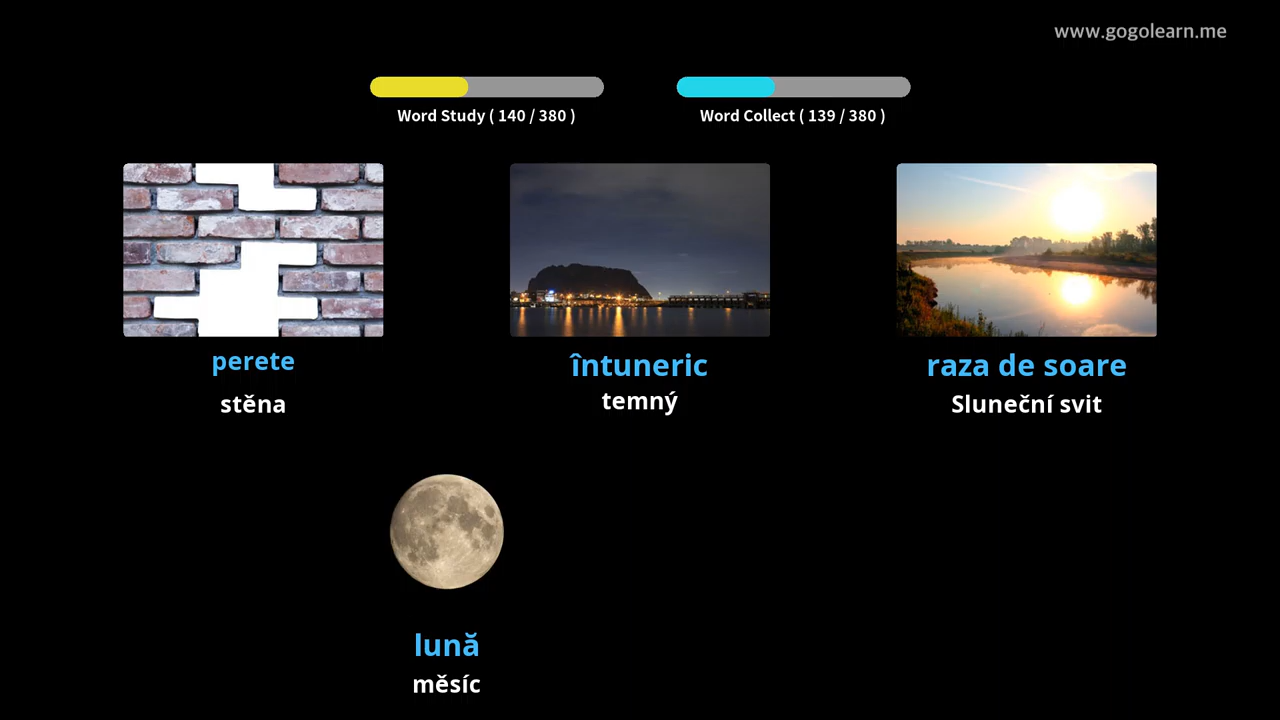 www.gogolearn.me
Word Study ( 140 / 380 )
Word Collect ( 139 / 380 )
perete
întuneric
raza de soare
stěna
temný
Sluneční svit
lună
měsíc